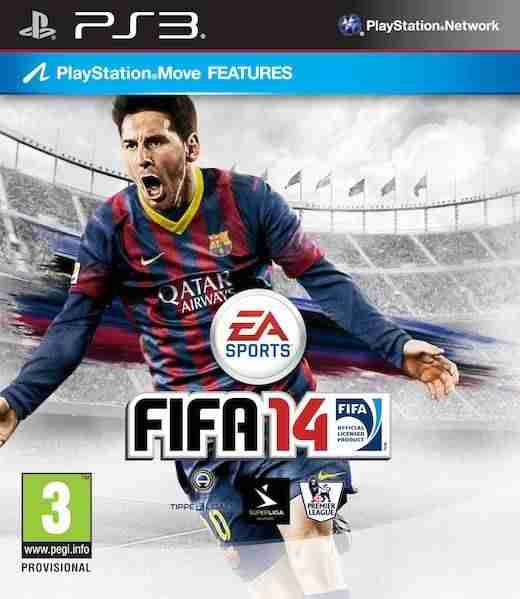 PS3.
PlayStation®Network
PlayStation®Move FEATURES
QATAR
AIRWAYS
EA
SPORTS
FIFA 14
FIFA
OFFICIAL
LICENSED
PRODUCT
3
www.pegi.info
PROVISIONAL
SUPERLIGA
PREMIER
LEAGUE
10